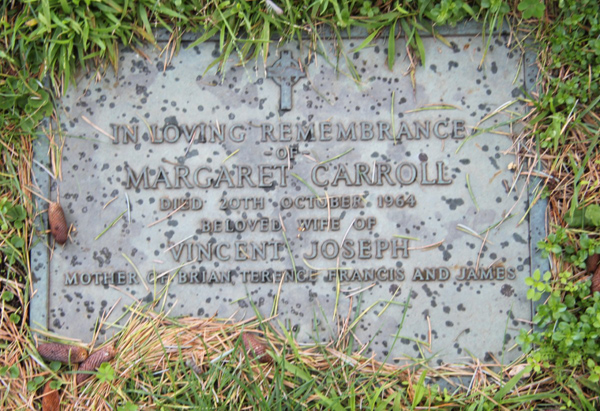 IN LOVING REMEMBRANCE
OF
MARGARET CARROLL
DIED 20TH OCTOBER 1964
BELOVED WIFE OF
VINCENT JOSEPH
MOTHER OF BRIAN TERENCE FRANCIS AND JAMES